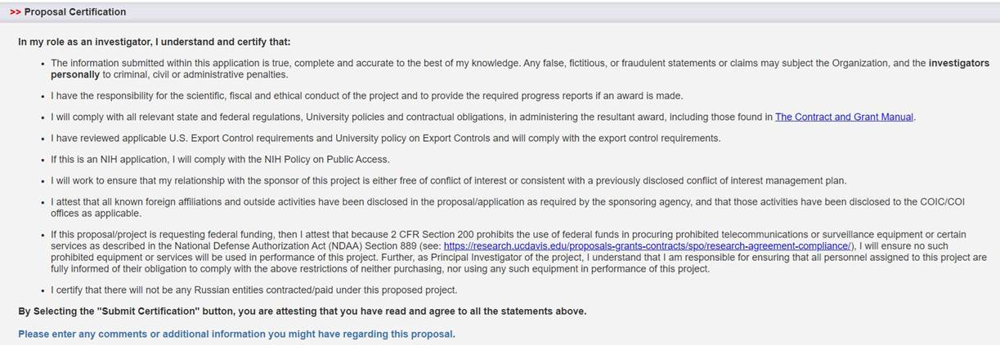 >> Proposal Certification
In my role as an investigator, I understand and certify that:
• The information submitted within this application is true, complete and accurate to the best of my knowledge. Any false, fictitious, or fraudulent statements or claims may subject the Organization, and the investigators
personally to criminal, civil or administrative penalties.
• I have the responsibility for the scientific, fiscal and ethical conduct of the project and to provide the required progress reports if an award is made.
• I will comply with all relevant state and federal regulations, University policies and contractual obligations, in administering the resultant award, including those found in The Contract and Grant Manual.
• I have reviewed applicable U.S. Export Control requirements and University policy on Export Controls and will comply with the export control requirements.
• If this is an NIH application, I will comply with the NIH Policy on Public Access.
• I will work to ensure that my relationship with the sponsor of this project is either free of conflict of interest or consistent with a previously disclosed conflict of interest management plan.
• I attest that all known foreign affiliations and outside activities have been disclosed in the proposal/application as required by the sponsoring agency, and that those activities have been disclosed to the COIC/COI
offices as applicable.
• If this proposal/project is requesting federal funding, then I attest that because 2 CFR Section 200 prohibits the use of federal funds in procuring prohibited telecommunications or surveillance equipment or certain
services as described in the National Defense Authorization Act (NDAA) Section 889 (see: https://research.ucdavis.edu/proposals-grants-contracts/spo/research-agreement-compliance/), I will ensure no such
prohibited equipment or services will be used in performance of this project. Further, as Principal Investigator of the project, I understand that I am responsible for ensuring that all personnel assigned to this project are
fully informed of their obligation to comply with the above restrictions of neither purchasing, nor using any such equipment in performance of this project.
• I certify that there will not be any Russian entities contracted/paid under this proposed project.
By Selecting the "Submit Certification" button, you are attesting that you have read and agree to all the statements above.
Please enter any comments or additional information you might have regarding this proposal.